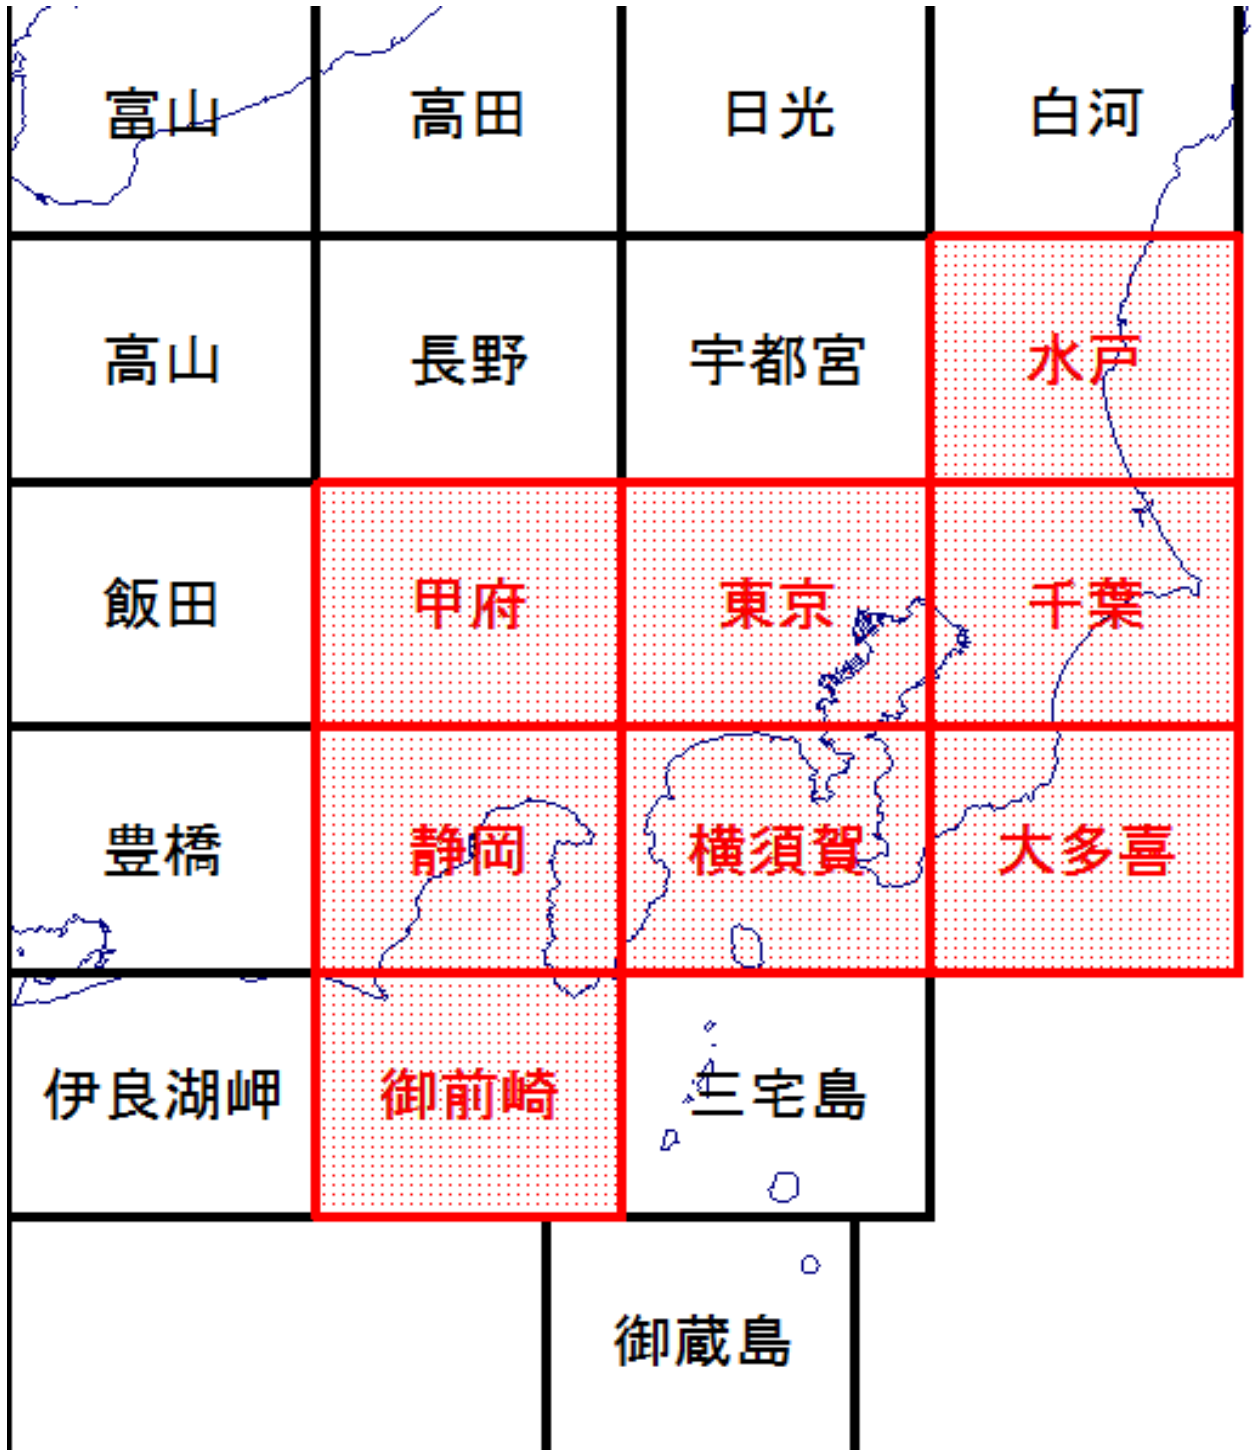 富山 高田 日光 白河
高山 長野 宇都宮 水戸
飯田 甲府 東京 千葉
豊橋 静岡 横須賀 大多喜
伊良湖岬 御前崎 三宅島
御蔵島